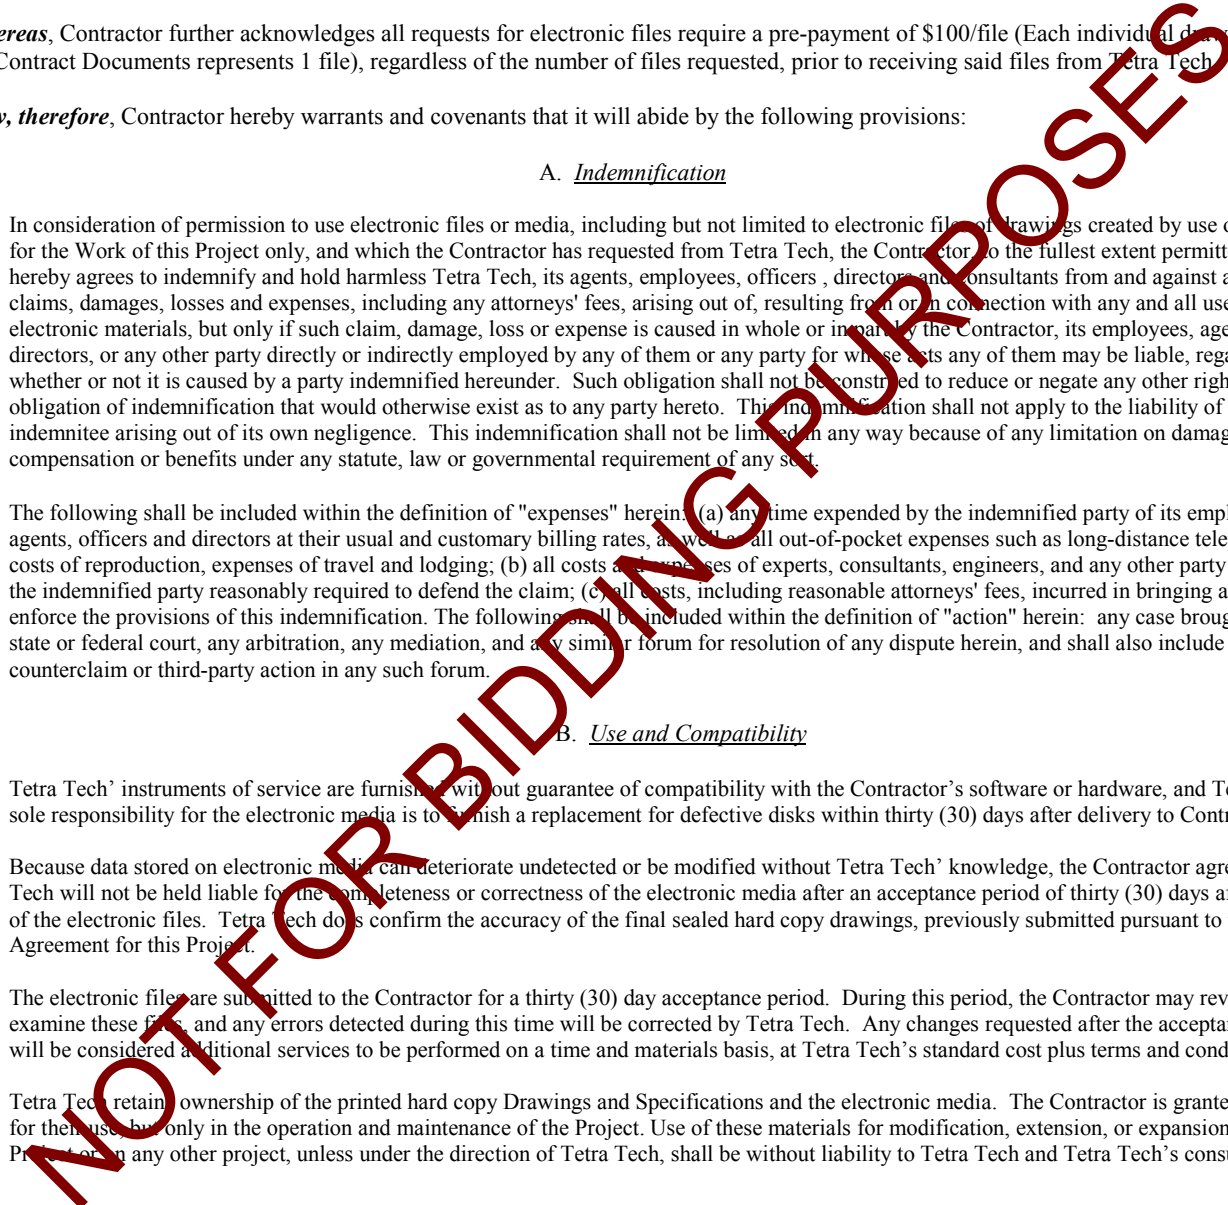 ereas, Contractor further acknowledges all requests for electronic files require a pre-payment of $100/file (Each individual draw
Contract Documents represents 1 file), regardless of the number of files requested, prior to receiving said files from Tetra Tech
v, therefore, Contractor hereby warrants and covenants that it will abide by the following provisions:
A. Indemnification
In consideration of permission to use electronic files or media, including but not limited to electronic files of drawings created by use o
for the Work of this Project only, and which the Contractor has requested from Tetra Tech, the Contractor, to the fullest extent permitt
hereby agrees to indemnify and hold harmless Tetra Tech, its agents, employees, officers , directors and consultants from and against a
claims, damages, losses and expenses, including any attorneys' fees, arising out of, resulting from or in connection with any and all use
electronic materials, but only if such claim, damage, loss or expense is caused in whole or in part by the Contractor, its employees, age
directors, or any other party directly or indirectly employed by any of them or any party for whose acts any of them may be liable, rega
whether or not it is caused by a party indemnified hereunder.  Such obligation shall not be construed to reduce or negate any other righ
obligation of indemnification that would otherwise exist as to any party hereto.  This indemnification shall not apply to the liability of
indemnitee arising out of its own negligence.  This indemnification shall not be limited in any way because of any limitation on damag
compensation or benefits under any statute, law or governmental requirement of any sort.
The following shall be included within the definition of "expenses" herein: (a) any time expended by the indemnified party of its empl
agents, officers and directors at their usual and customary billing rates, as well as all out-of-pocket expenses such as long-distance tele
costs of reproduction, expenses of travel and lodging; (b) all costs and expenses of experts, consultants, engineers, and any other party
the indemnified party reasonably required to defend the claim; (c) all costs, including reasonable attorneys' fees, incurred in bringing a
enforce the provisions of this indemnification. The following shall be included within the definition of "action" herein:  any case broug
state or federal court, any arbitration, any mediation, and any similar forum for resolution of any dispute herein, and shall also include
counterclaim or third-party action in any such forum.
B. Use and Compatibility
Tetra Tech’ instruments of service are furnished without guarantee of compatibility with the Contractor’s software or hardware, and Te
sole responsibility for the electronic media is to furnish a replacement for defective disks within thirty (30) days after delivery to Contr
Because data stored on electronic media can deteriorate undetected or be modified without Tetra Tech’ knowledge, the Contractor agre
Tech will not be held liable for the completeness or correctness of the electronic media after an acceptance period of thirty (30) days a
of the electronic files.  Tetra Tech does confirm the accuracy of the final sealed hard copy drawings, previously submitted pursuant to
Agreement for this Project.
The electronic files are submitted to the Contractor for a thirty (30) day acceptance period.  During this period, the Contractor may rev
examine these files, and any errors detected during this time will be corrected by Tetra Tech.  Any changes requested after the accepta
will be considered additional services to be performed on a time and materials basis, at Tetra Tech’s standard cost plus terms and cond
Tetra Tech retains ownership of the printed hard copy Drawings and Specifications and the electronic media.  The Contractor is grante
for their use, but only in the operation and maintenance of the Project. Use of these materials for modification, extension, or expansion
Project or on any other project, unless under the direction of Tetra Tech, shall be without liability to Tetra Tech and Tetra Tech’s consu
NOT FOR BIDDING PURPOSES